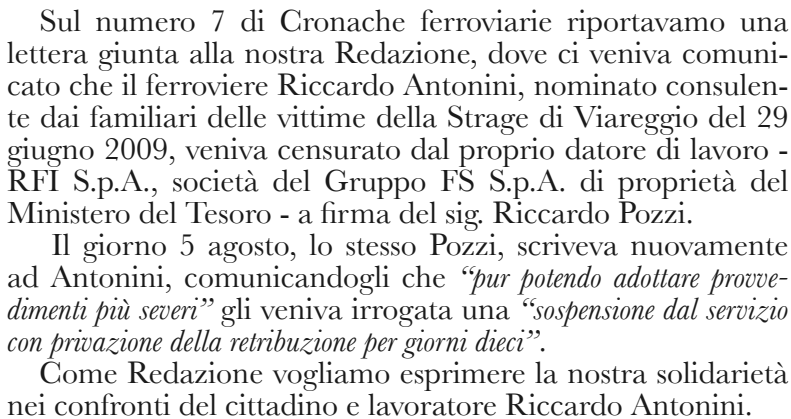 Sul numero 7 di Cronache ferroviarie riportavamo una
lettera giunta alla nostra Redazione, dove ci veniva comuni-
cato che il ferroviere Riccardo Antonini, nominato consulen-
te dai familiari delle vittime della Strage di Viareggio del 29
giugno 2009, veniva censurato dal proprio datore di lavoro -
RFI S.p.A., società del Gruppo FS S.p.A. di proprietà del
Ministero del Tesoro - a firma del sig. Riccardo Pozzi.
Il giorno 5 agosto, lo stesso Pozzi, scriveva nuovamente
ad Antonini, comunicandogli che “pur potendo adottare provve-
dimenti più severi” gli veniva irrogata una “sospensione dal servizio
con privazione della retribuzione per giorni dieci”.
Come Redazione vogliamo esprimere la nostra solidarietà
nei confronti del cittadino e lavoratore Riccardo Antonini.